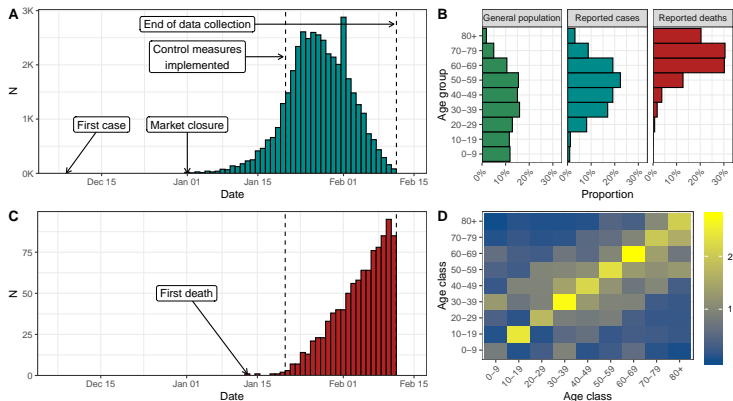 A
3K
2K
1K
0K
N
End of data collection
Control measures
implemented
First case
Market closure
Dec 15
Jan 01
Jan 15
Feb 01
Feb 15
Date
B
General population
Reported cases
Reported deaths
Age group
80+
70−79
60−69
50−59
40−49
30−39
20−29
10−19
0−9
0%
10%
20%
30%
0%
10%
20%
30%
0%
10%
20%
30%
Proportion
C
75
50
25
0
N
First death
Dec 15
Jan 01
Jan 15
Feb 01
Feb 15
Date
D
Age class
80+
70−79
60−69
50−59
40−49
30−39
20−29
10−19
0−9
0−9
10−19
20−29
30−39
40−49
50−59
60−69
70−79
80+
Age class
2
1